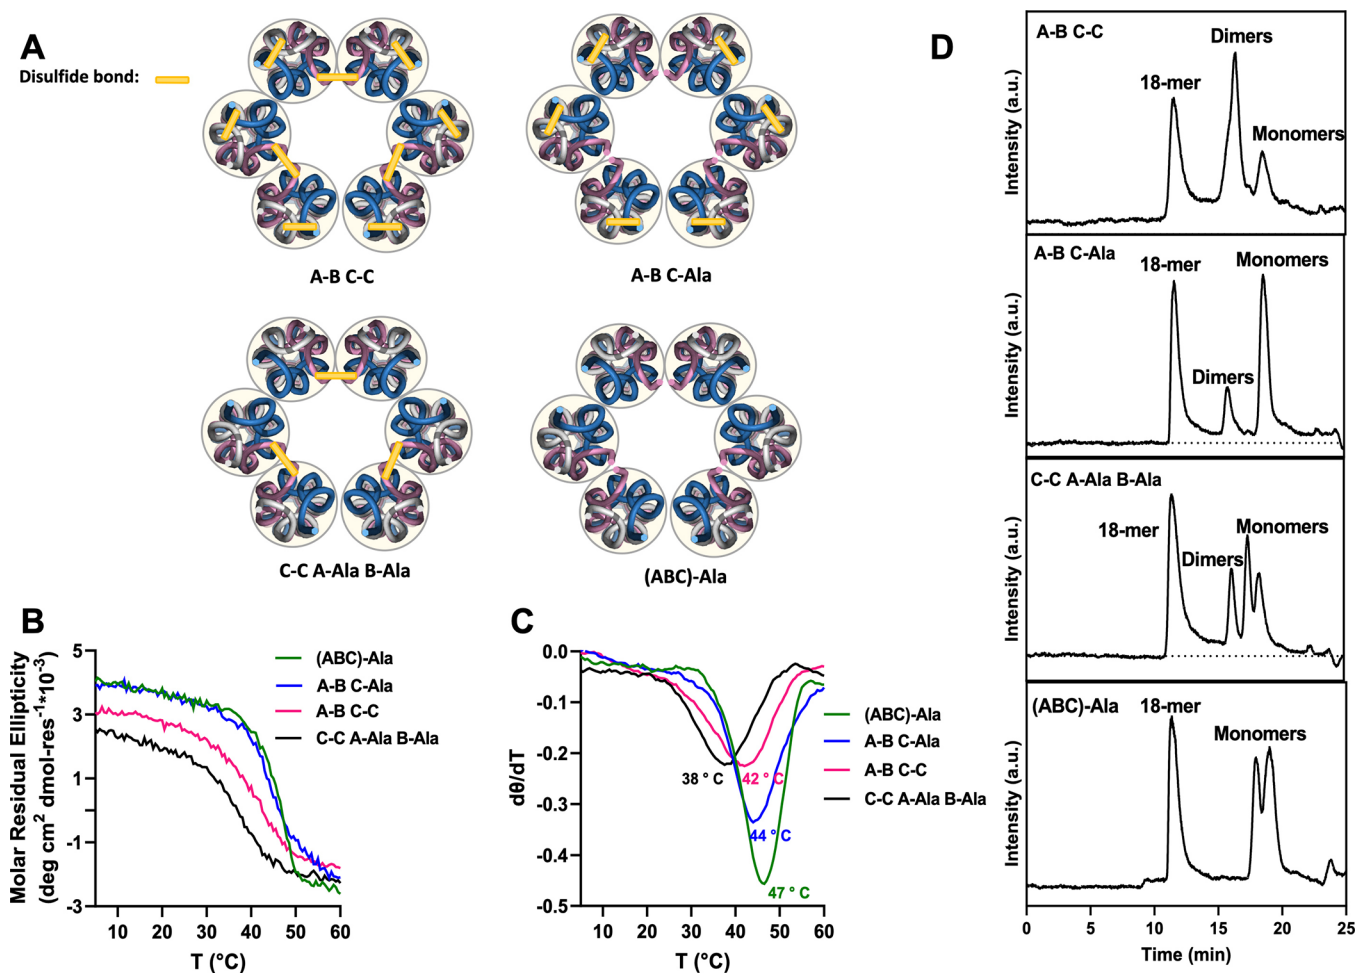 A
Disulfide bond:
A-B C-C
A-B C-Ala
C-C A-Ala B-Ala
(ABC)-Ala
B
Molar Residual Ellipticity
(deg cm² dmol-res⁻¹*10⁻³)
5
3
1
-1
-3
10 20 30 40 50 60
T (°C)
(ABC)-Ala
A-B C-Ala
A-B C-C
C-C A-Ala B-Ala
C
dθ/dT
0.0
-0.1
-0.2
-0.3
-0.4
-0.5
10 20 30 40 50 60
T (°C)
38 ° C
42 ° C
44 ° C
47 ° C
(ABC)-Ala
A-B C-Ala
A-B C-C
C-C A-Ala B-Ala
D
A-B C-C
Intensity (a.u.)
18-mer
Dimers
Monomers
A-B C-Ala
Intensity (a.u.)
18-mer
Dimers
Monomers
C-C A-Ala B-Ala
Intensity (a.u.)
18-mer
Dimers
Monomers
(ABC)-Ala
Intensity (a.u.)
18-mer
Monomers
0 5 10 15 20 25
Time (min)